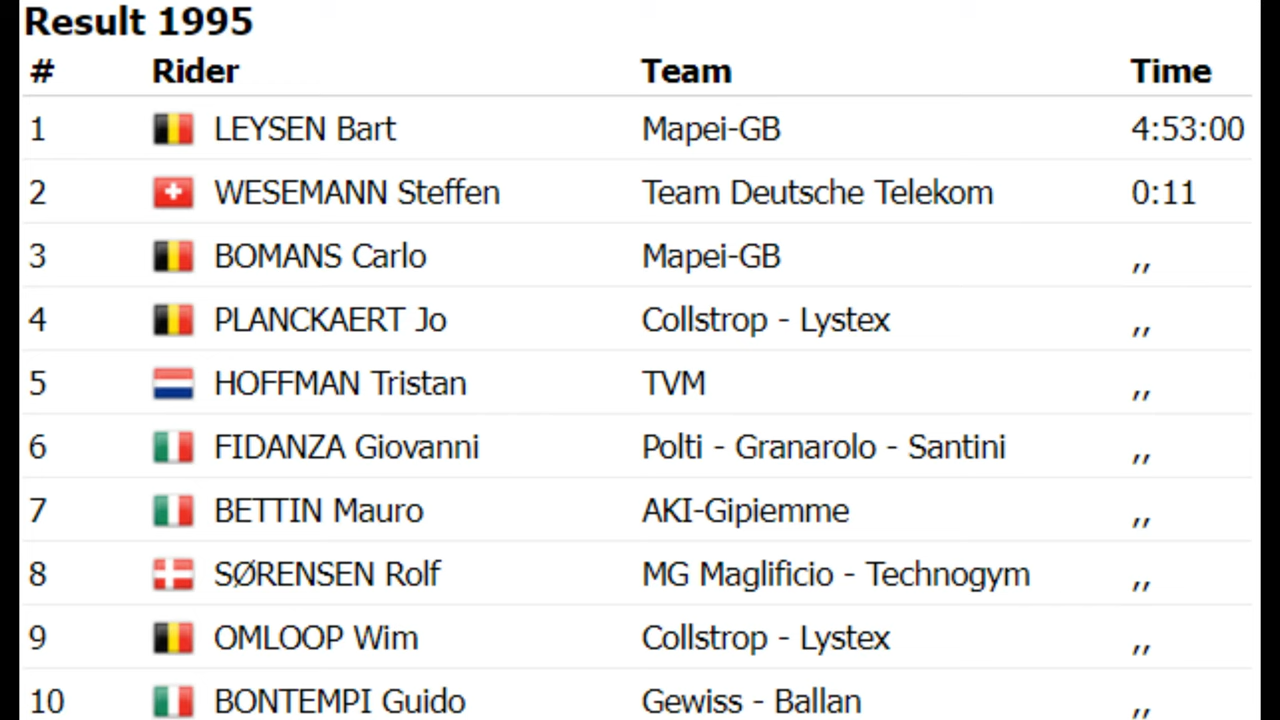 Result 1995
# Rider Team Time
1 LEYSEN Bart Mapei-GB 4:53:00
2 WESEMANN Steffen Team Deutsche Telekom 0:11
3 BOMANS Carlo Mapei-GB ,,
4 PLANCKAERT Jo Collstrop - Lystex ,,
5 HOFFMAN Tristan TVM ,,
6 FIDANZA Giovanni Polti - Granarolo - Santini ,,
7 BETTIN Mauro AKI-Gipiemme ,,
8 SØRENSEN Rolf MG Maglificio - Technogym ,,
9 OMLOOP Wim Collstrop - Lystex ,,
10 BONTEMPI Guido Gewiss - Ballan ,,